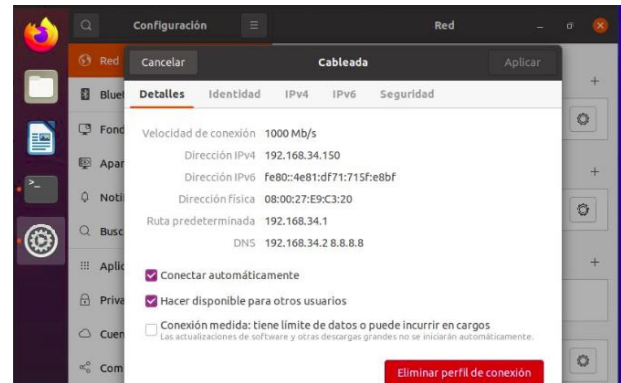 Configuración
Red
Red
Cancelar
Cableada
Aplicar
Detalles Identidad IPv4 IPv6 Seguridad
Velocidad de conexión 1000 Mb/s
Dirección IPv4 192.168.34.150
Dirección IPv6 fe80::4e81:df71:715f:e8bf
Dirección física 08:00:27:E9:C3:20
Ruta predeterminada 192.168.34.1
DNS 192.168.34.2 8.8.8.8
Conectar automáticamente
Hacer disponible para otros usuarios
Conexión medida: tiene límite de datos o puede incurrir en cargos
Las actualizaciones de software y otras descargas grandes no se iniciarán automáticamente.
Eliminar perfil de conexión
Bluet
Fond
Apar
Noti
Busc
Aplic
Priva
Cuen
Com